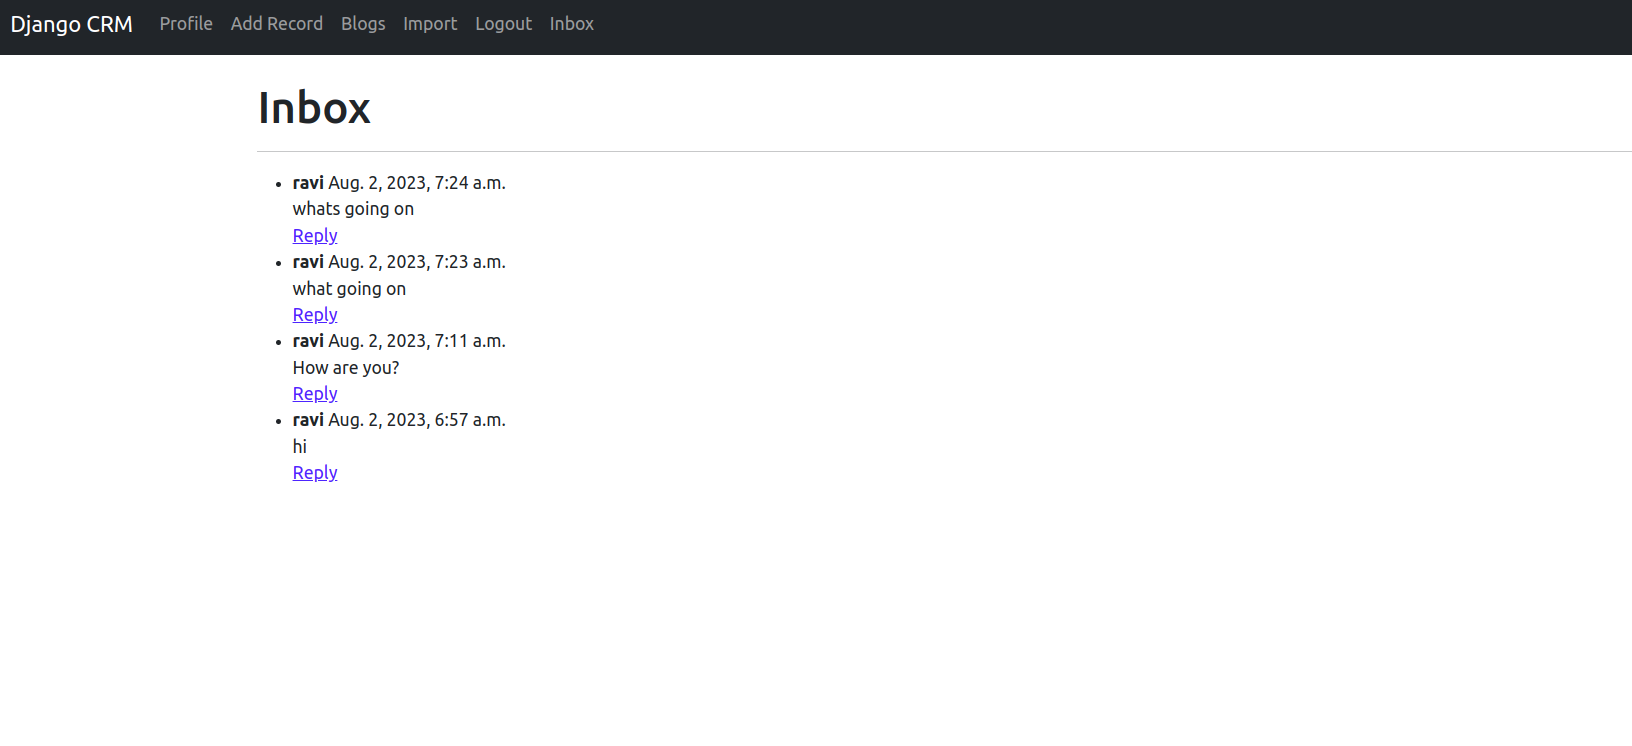 Django CRM Profile Add Record Blogs Import Logout Inbox
Inbox
ravi Aug. 2, 2023, 7:24 a.m.
whats going on
Reply
ravi Aug. 2, 2023, 7:23 a.m.
what going on
Reply
ravi Aug. 2, 2023, 7:11 a.m.
How are you?
Reply
ravi Aug. 2, 2023, 6:57 a.m.
hi
Reply